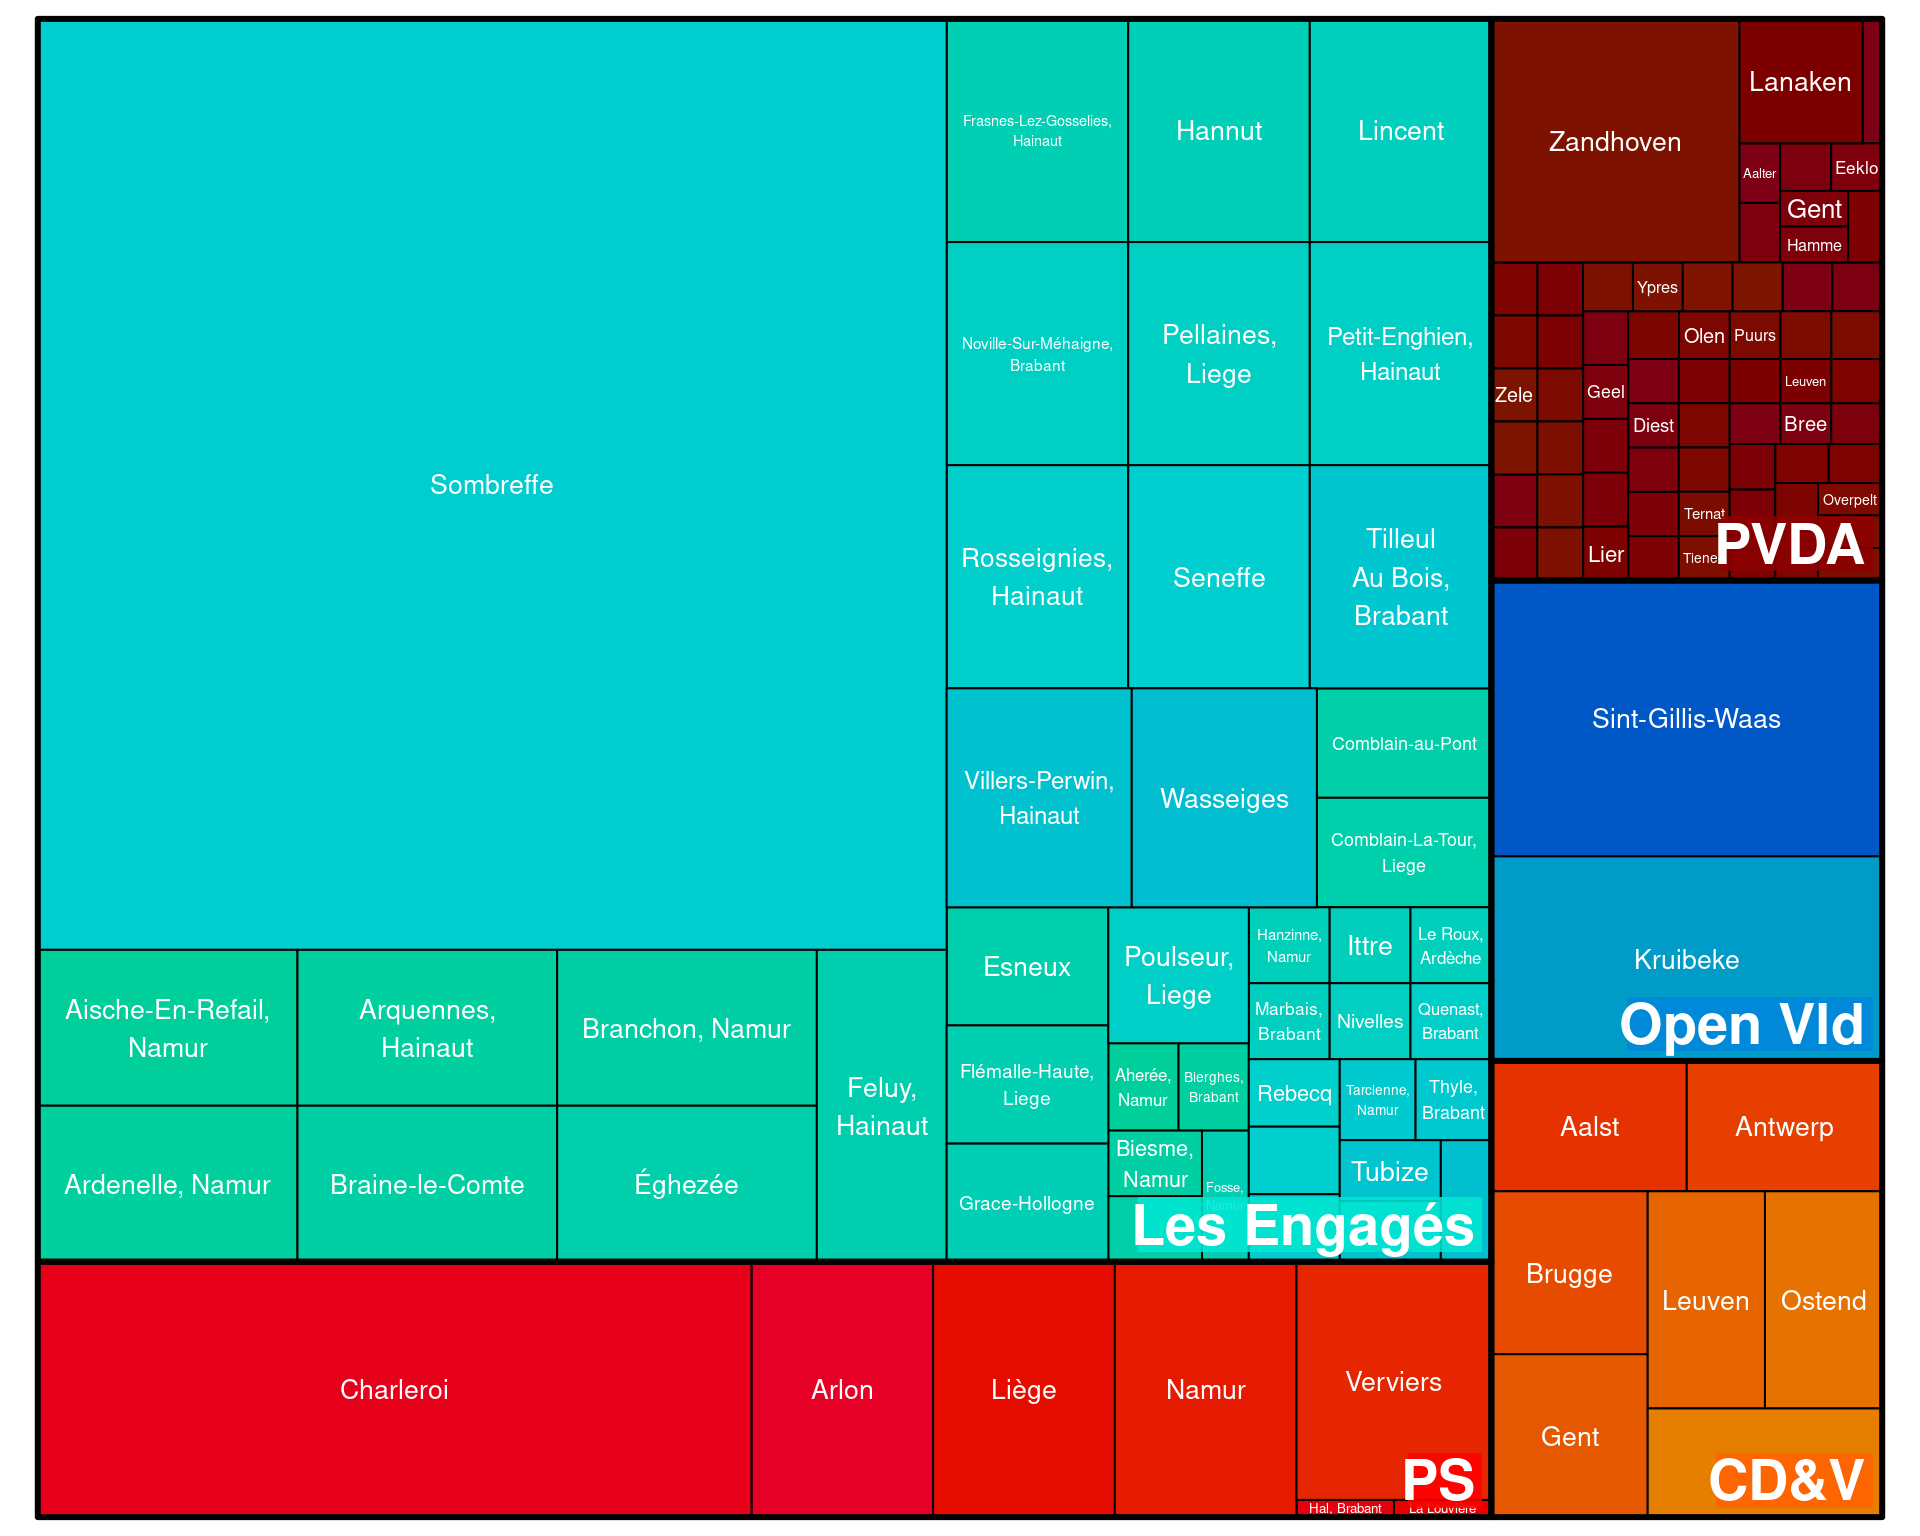 Sombreffe
Frasnes-Lez-Gosselies,
Hainaut
Hannut
Lincent
Noville-Sur-Méhaigne,
Brabant
Pellaines,
Liege
Petit-Enghien,
Hainaut
Rosseignies,
Hainaut
Seneffe
Tilleul
Au Bois,
Brabant
Villers-Perwin,
Hainaut
Wasseiges
Comblain-au-Pont
Comblain-La-Tour,
Liege
Aische-En-Refail,
Namur
Arquennes,
Hainaut
Branchon, Namur
Feluy,
Hainaut
Ardenelle, Namur
Braine-le-Comte
Éghezée
Esneux
Flémalle-Haute,
Liege
Grace-Hollogne
Poulseur,
Liege
Hanzinne,
Namur
Ittre
Le Roux,
Ardèche
Marbais,
Brabant
Nivelles
Quenast,
Brabant
Aherée,
Namur
Bierghes,
Brabant
Biesme,
Namur
Fosse,
Namur
Rebecq
Tarcienne,
Namur
Thyle,
Brabant
Tubize
Les Engagés
Charleroi
Arlon
Liège
Namur
Verviers
Hal, Brabant
La Louvière
PS
Zandhoven
Lanaken
Aalter
Eeklo
Gent
Hamme
Ypres
Olen
Puurs
Zele
Geel
Leuven
Diest
Bree
Overpelt
Ternat
Lier
PVDA
Sint-Gillis-Waas
Kruibeke
Open Vld
Aalst
Antwerp
Brugge
Leuven
Ostend
Gent
CD&V